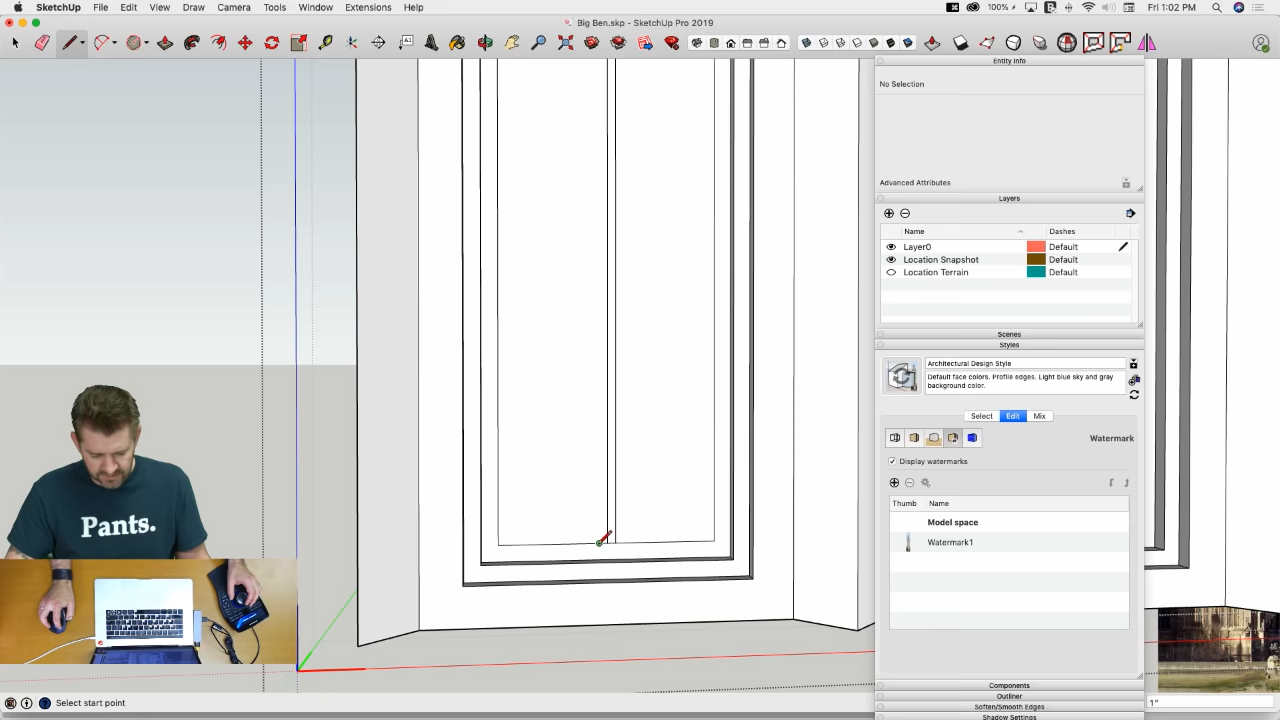 SketchUp File Edit View Draw Camera Tools Window Extensions Help 100% Fri 1:02 PM
Big Ben.skp - SketchUp Pro 2019
Entity Info
No Selection
Advanced Attributes
Layers
Name Dashes
Layer0 Default
Location Snapshot Default
Location Terrain Default
Scenes
Styles
Architectural Design Style
Default face colors. Profile edges. Light blue sky and gray
background color.
Select Edit Mix
Watermark
Display watermarks
Thumb Name
Model space
Watermark1
Pants.
Components
Outliner
Soften/Smooth Edges
Shadow Settings
Select start point
1"